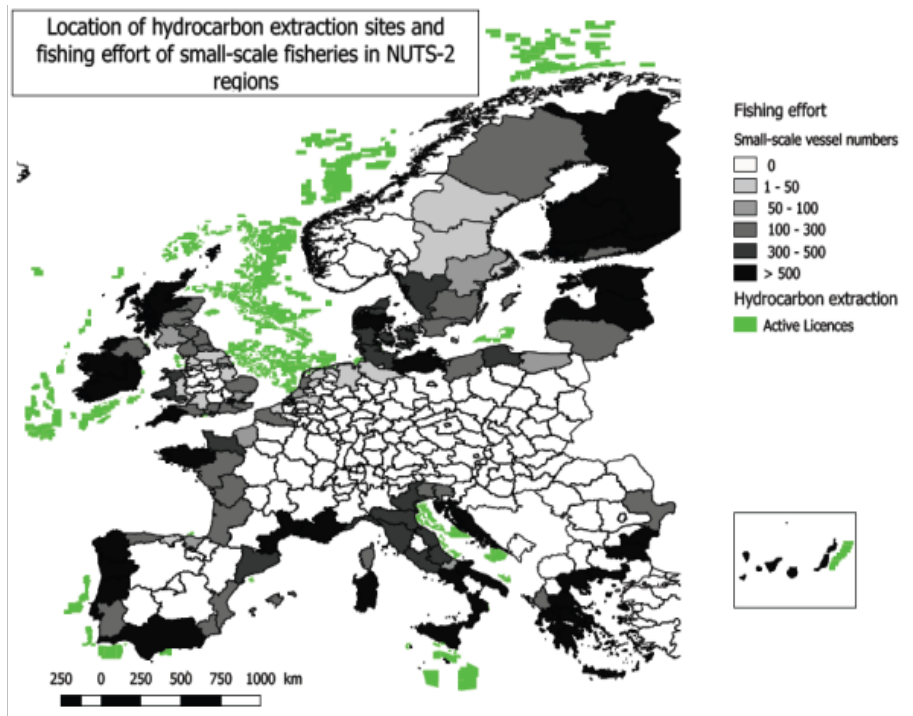 Location of hydrocarbon extraction sites and
fishing effort of small-scale fisheries in NUTS-2
regions
Fishing effort
Small-scale vessel numbers
0
1 - 50
50 - 100
100 - 300
300 - 500
> 500
Hydrocarbon extraction
Active Licences
250 0 250 500 750 1000 km